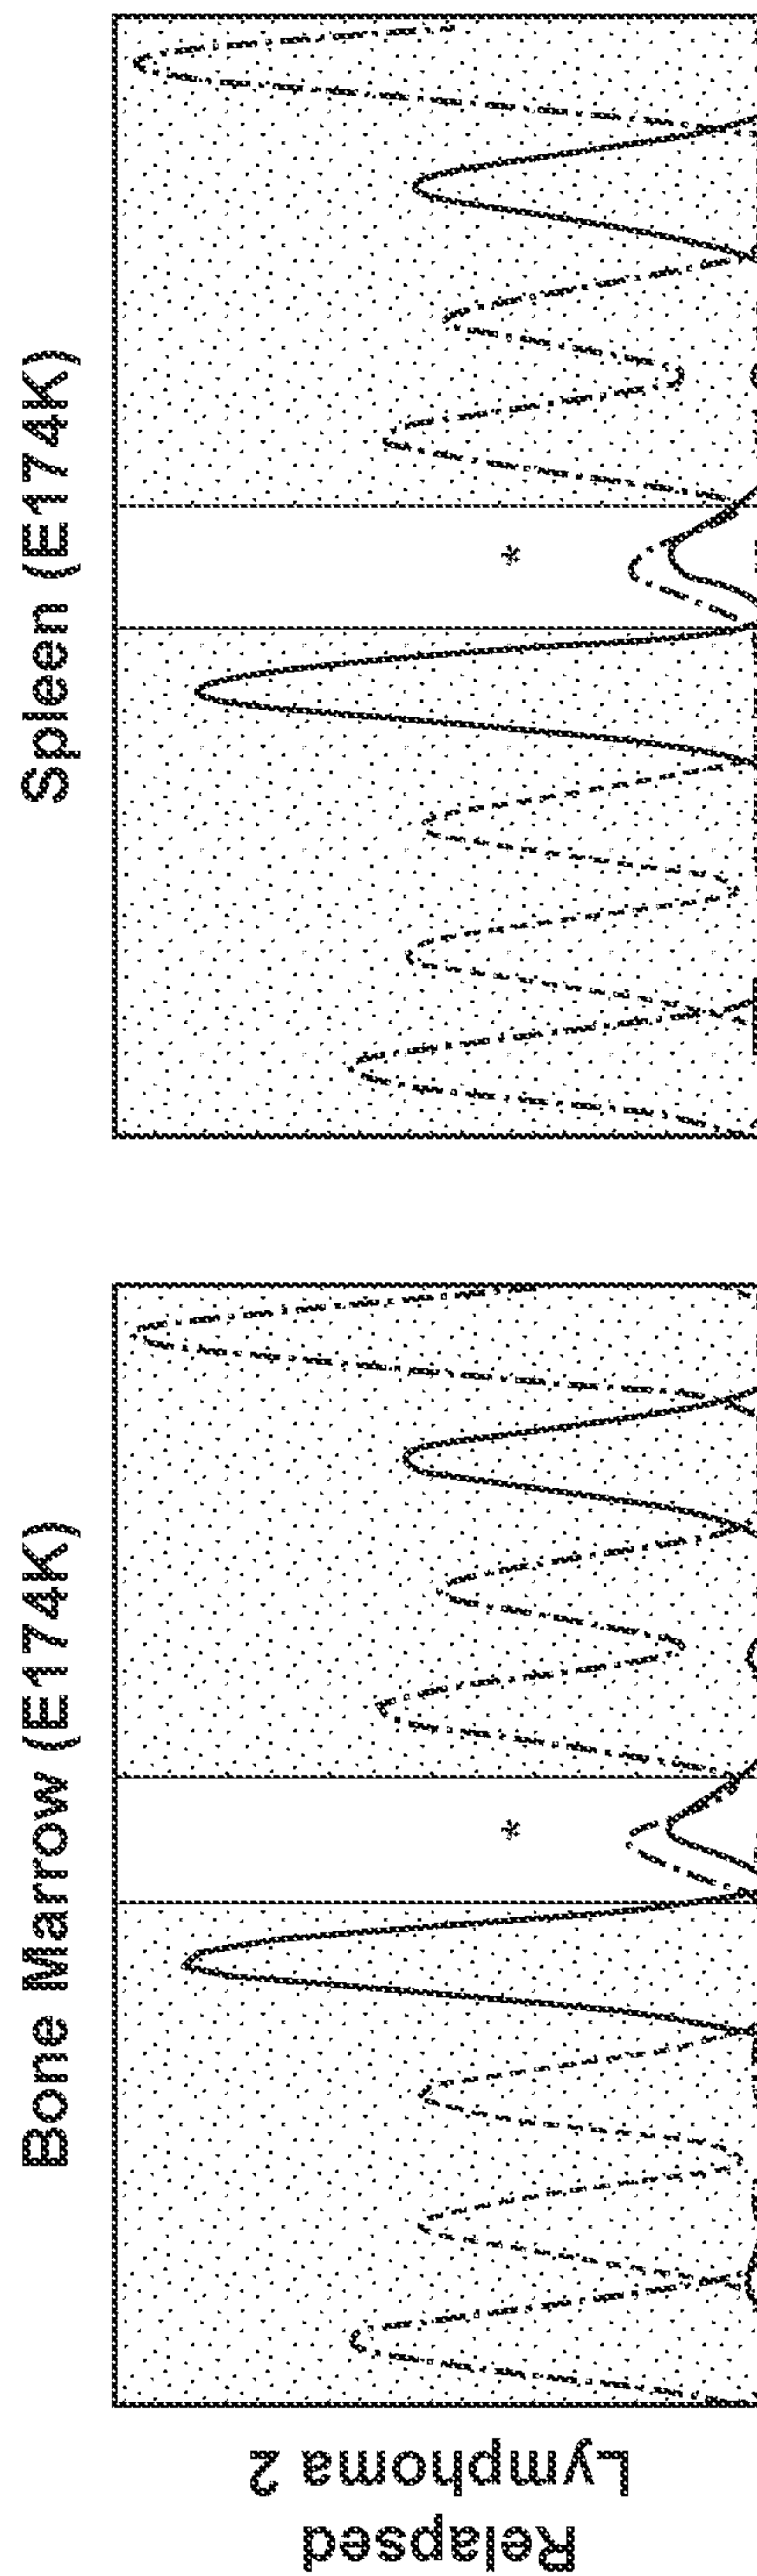 Bone Marrow (E174K)
Spleen (E174K)
Relapsed
Lymphoma 2
*
*